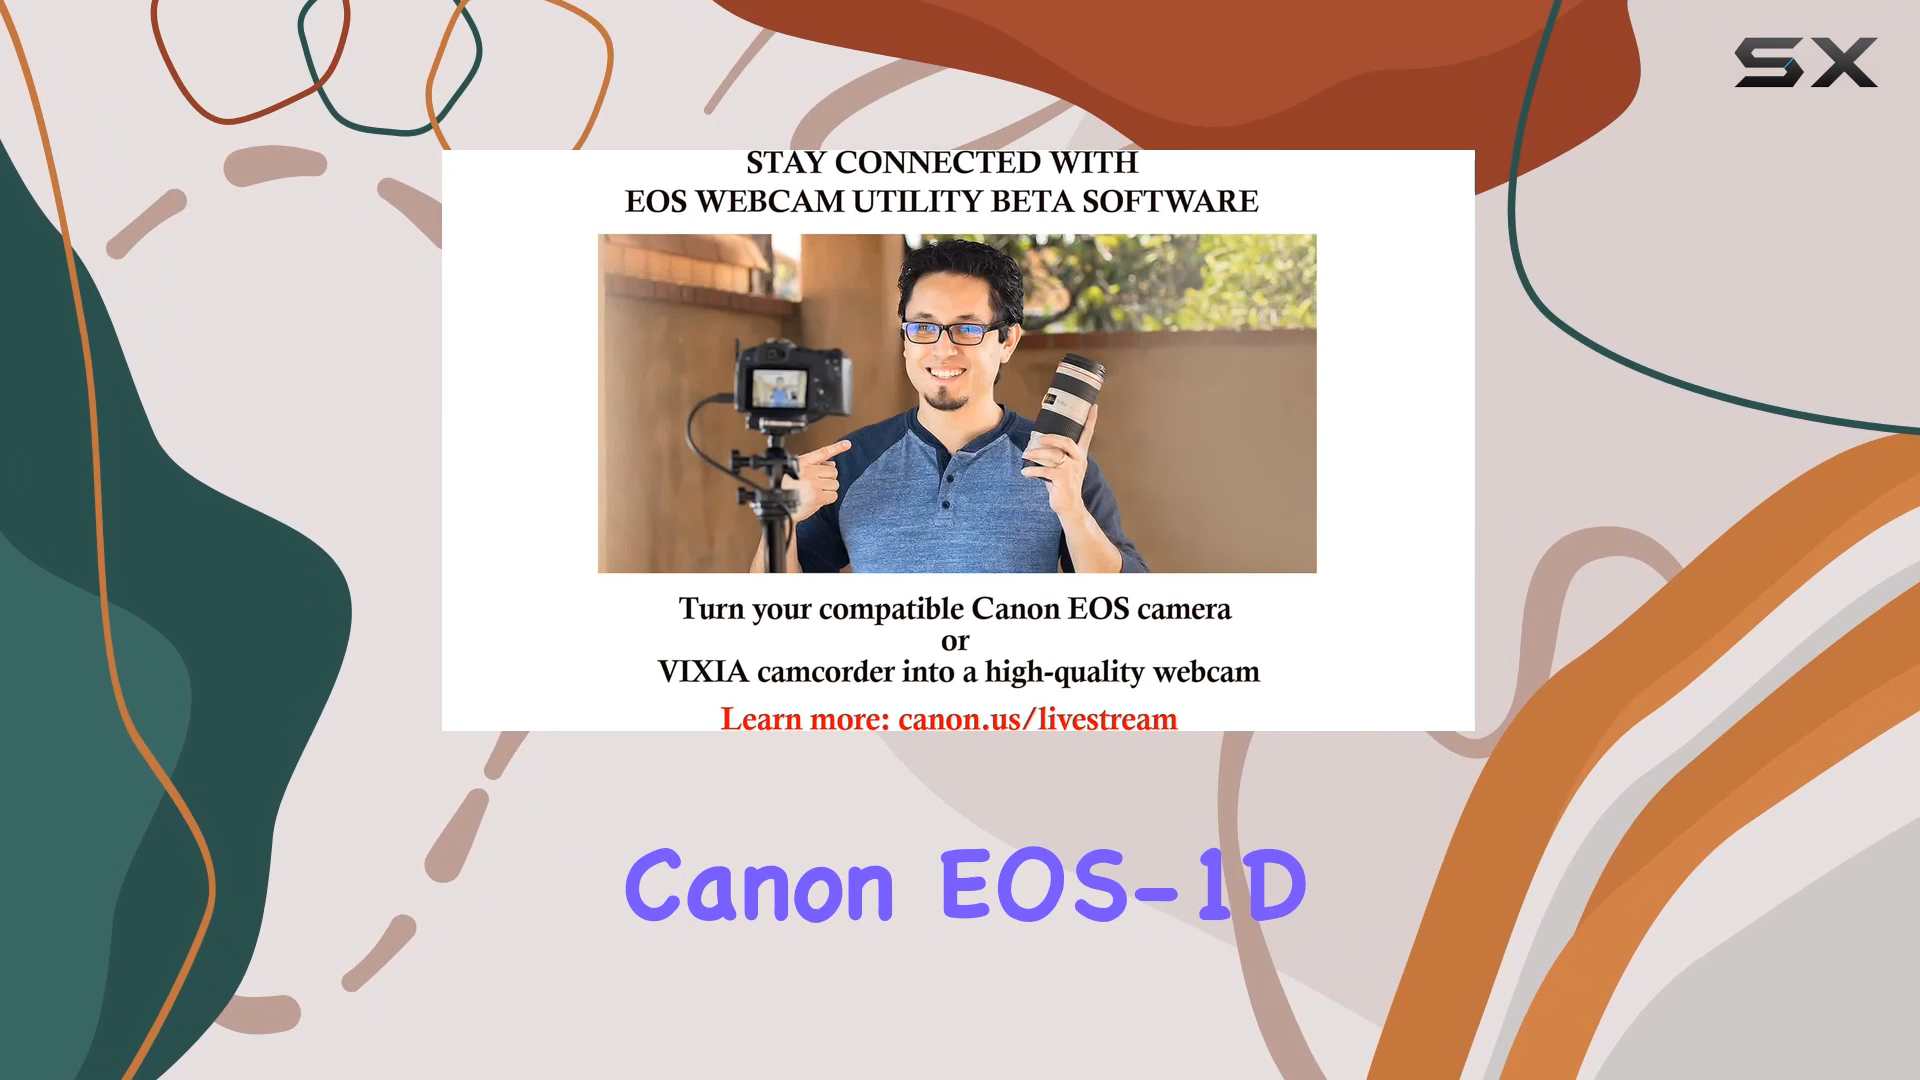 SX
STAY CONNECTED WITH
EOS WEBCAM UTILITY BETA SOFTWARE
Turn your compatible Canon EOS camera
or
VIXIA camcorder into a high-quality webcam
Learn more: canon.us/livestream
Canon EOS-1D